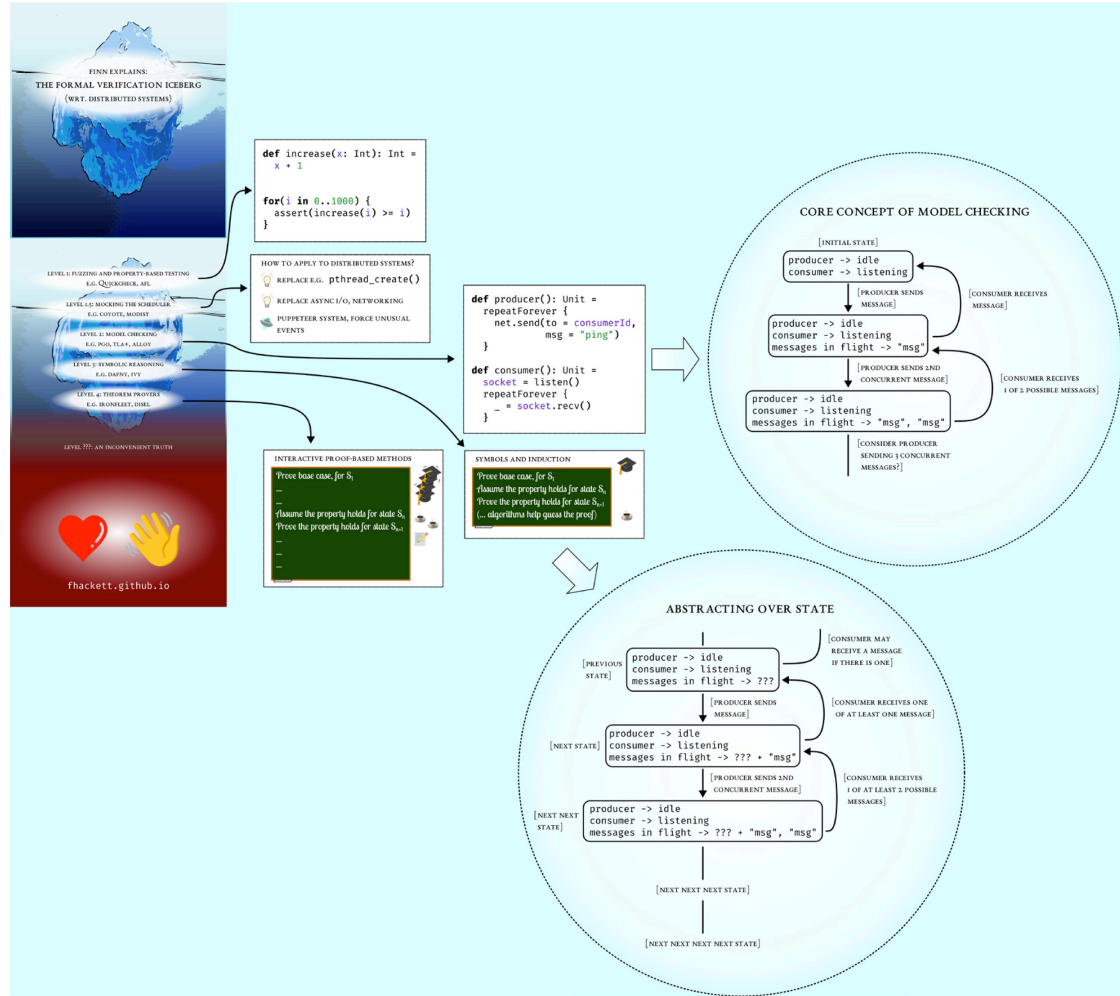 FINN EXPLAINS:
THE FORMAL VERIFICATION ICEBERG
(WRT. DISTRIBUTED SYSTEMS)
LEVEL 1: FUZZING AND PROPERTY-BASED TESTING
E.G. QUICKCHECK, AFL
LEVEL 1.5: MOCKING THE SCHEDULER
E.G. COYOTE, MODIST
LEVEL 2: MODEL CHECKING
E.G. PGO, TLA+, ALLOY
LEVEL 3: SYMBOLIC REASONING
E.G. DAFNY, IVY
LEVEL 4: THEOREM PROVERS
E.G. IRONFLEET, DISEL
LEVEL ???: AN INCONVENIENT TRUTH
fhackett.github.io
def increase(x: Int): Int =
x + 1
for(i in 0..1000) {
assert(increase(i) >= i)
}
HOW TO APPLY TO DISTRIBUTED SYSTEMS?
REPLACE E.G. pthread_create()
REPLACE ASYNC I/O, NETWORKING
PUPPETEER SYSTEM, FORCE UNUSUAL
EVENTS
def producer(): Unit =
repeatForever {
net.send(to = consumerId,
msg = "ping")
}
def consumer(): Unit =
socket = listen()
repeatForever {
_ = socket.recv()
}
INTERACTIVE PROOF-BASED METHODS
Prove base case, for S1
...
...
Assume the property holds for state Sn
Prove the property holds for state Sn+1
...
...
...
SYMBOLS AND INDUCTION
Prove base case, for S1
Assume the property holds for state Sn
Prove the property holds for state Sn+1
(... algorithms help guess the proof)
CORE CONCEPT OF MODEL CHECKING
[INITIAL STATE]
producer -> idle
consumer -> listening
[PRODUCER SENDS
MESSAGE]
[CONSUMER RECEIVES
MESSAGE]
producer -> idle
consumer -> listening
messages in flight -> "msg"
[PRODUCER SENDS 2ND
CONCURRENT MESSAGE]
[CONSUMER RECEIVES
1 OF 2 POSSIBLE MESSAGES]
producer -> idle
consumer -> listening
messages in flight -> "msg", "msg"
[CONSIDER PRODUCER
SENDING 3 CONCURRENT
MESSAGES?]
ABSTRACTING OVER STATE
[CONSUMER MAY
RECEIVE A MESSAGE
IF THERE IS ONE]
[PREVIOUS
STATE]
producer -> idle
consumer -> listening
messages in flight -> ???
[PRODUCER SENDS
MESSAGE]
[CONSUMER RECEIVES ONE
OF AT LEAST ONE MESSAGE]
[NEXT STATE]
producer -> idle
consumer -> listening
messages in flight -> ??? + "msg"
[PRODUCER SENDS 2ND
CONCURRENT MESSAGE]
[CONSUMER RECEIVES
1 OF AT LEAST 2 POSSIBLE
MESSAGES]
[NEXT NEXT
STATE]
producer -> idle
consumer -> listening
messages in flight -> ??? + "msg", "msg"
[NEXT NEXT NEXT STATE]
[NEXT NEXT NEXT NEXT STATE]